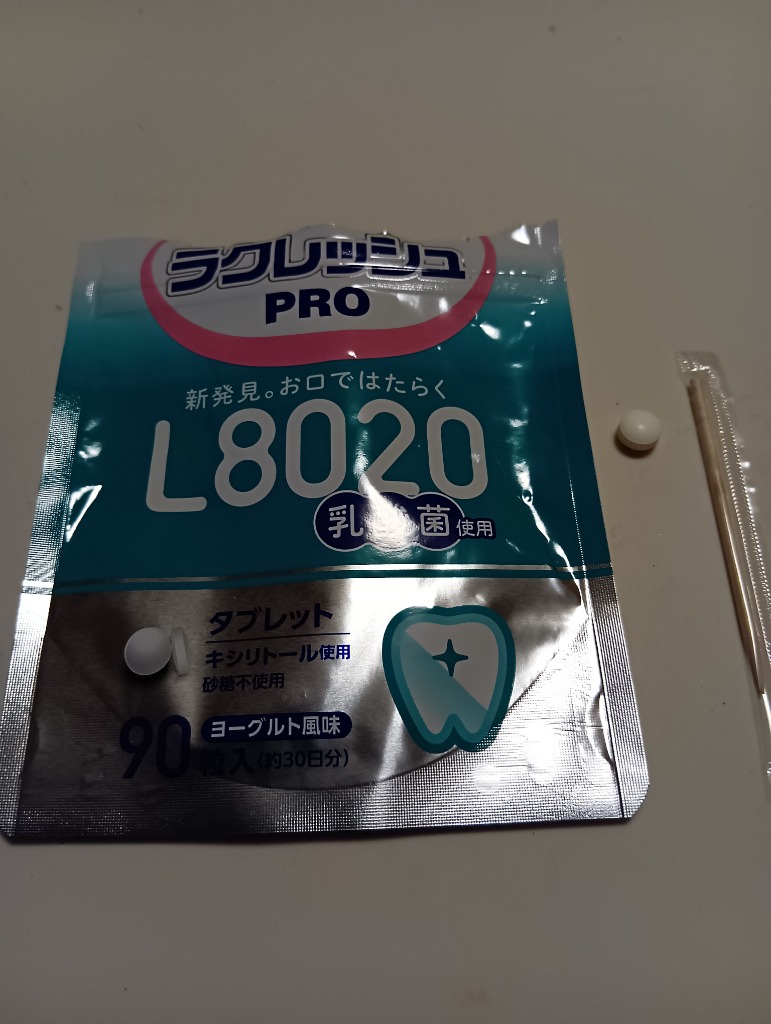 ラクレッシュ
PRO
新発見。お口ではたらく
L8020
乳酸菌使用
タブレット
キシリトール使用
砂糖不使用
ヨーグルト風味
90粒入(約30日分)